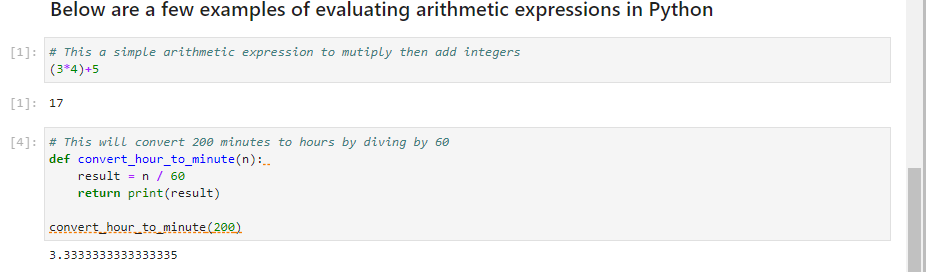 Below are a few examples of evaluating arithmetic expressions in Python
[1]: # This a simple arithmetic expression to mutiply then add integers
(3*4)+5
[1]: 17
[4]: # This will convert 200 minutes to hours by diving by 60
def convert_hour_to_minute(n):
    result = n / 60
    return print(result)
convert_hour_to_minute(200)
3.3333333333333335